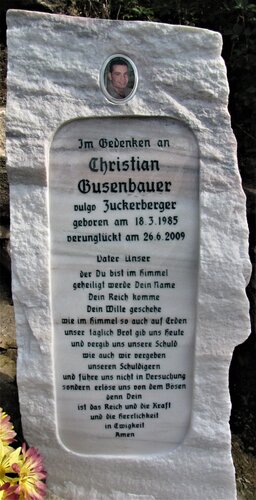 Im Gedenken an
Christian
Gusenbauer
vulgo Zuckerberger
geboren am 18.3.1985
verunglückt am 26.6.2009
Vater Unser
der Du bist im Himmel
geheiligt werde Dein Name
Dein Reich komme
Dein Wille geschehe
wie im Himmel so auch auf Erden
unser täglich Brot gib uns heute
und vergib uns unsere Schuld
wie auch wir vergeben
unseren Schuldigern
und führe uns nicht in Versuchung
sondern erlöse uns von dem Bösen
denn Dein
ist das Reich und die Kraft
und die Herrlichkeit
in Ewigkeit
Amen